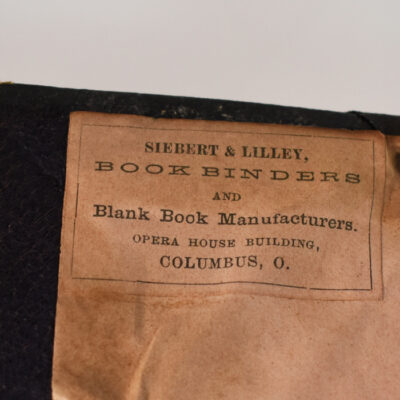 SIEBERT & LILLEY,
BOOK BINDERS
AND
Blank Book Manufacturers.
OPERA HOUSE BUILDING,
COLUMBUS, O.